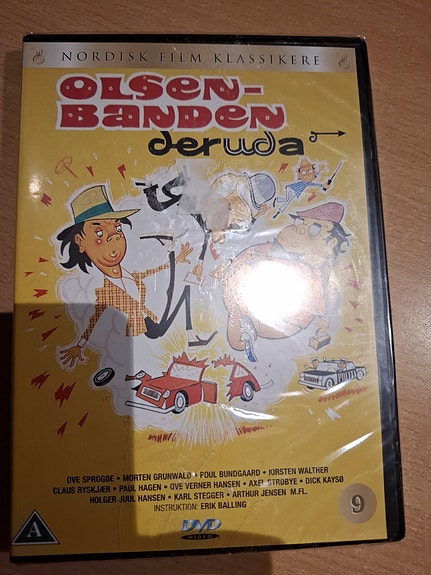 NORDISK FILM KLASSIKERE
OLSEN-
BANDEN
deruda
OVE SPROGØE • MORTEN GRUNWALD • POUL BUNDGAARD • KIRSTEN WALTHER
CLAUS RYSKJÆR • PAUL HAGEN • OVE VERNER HANSEN • AXEL STRØBYE • DICK KAYSØ
HOLGER JUUL HANSEN • KARL STEGGER • ARTHUR JENSEN M.FL.
INSTRUKTION: ERIK BALLING
9
A
DVD
VIDEO